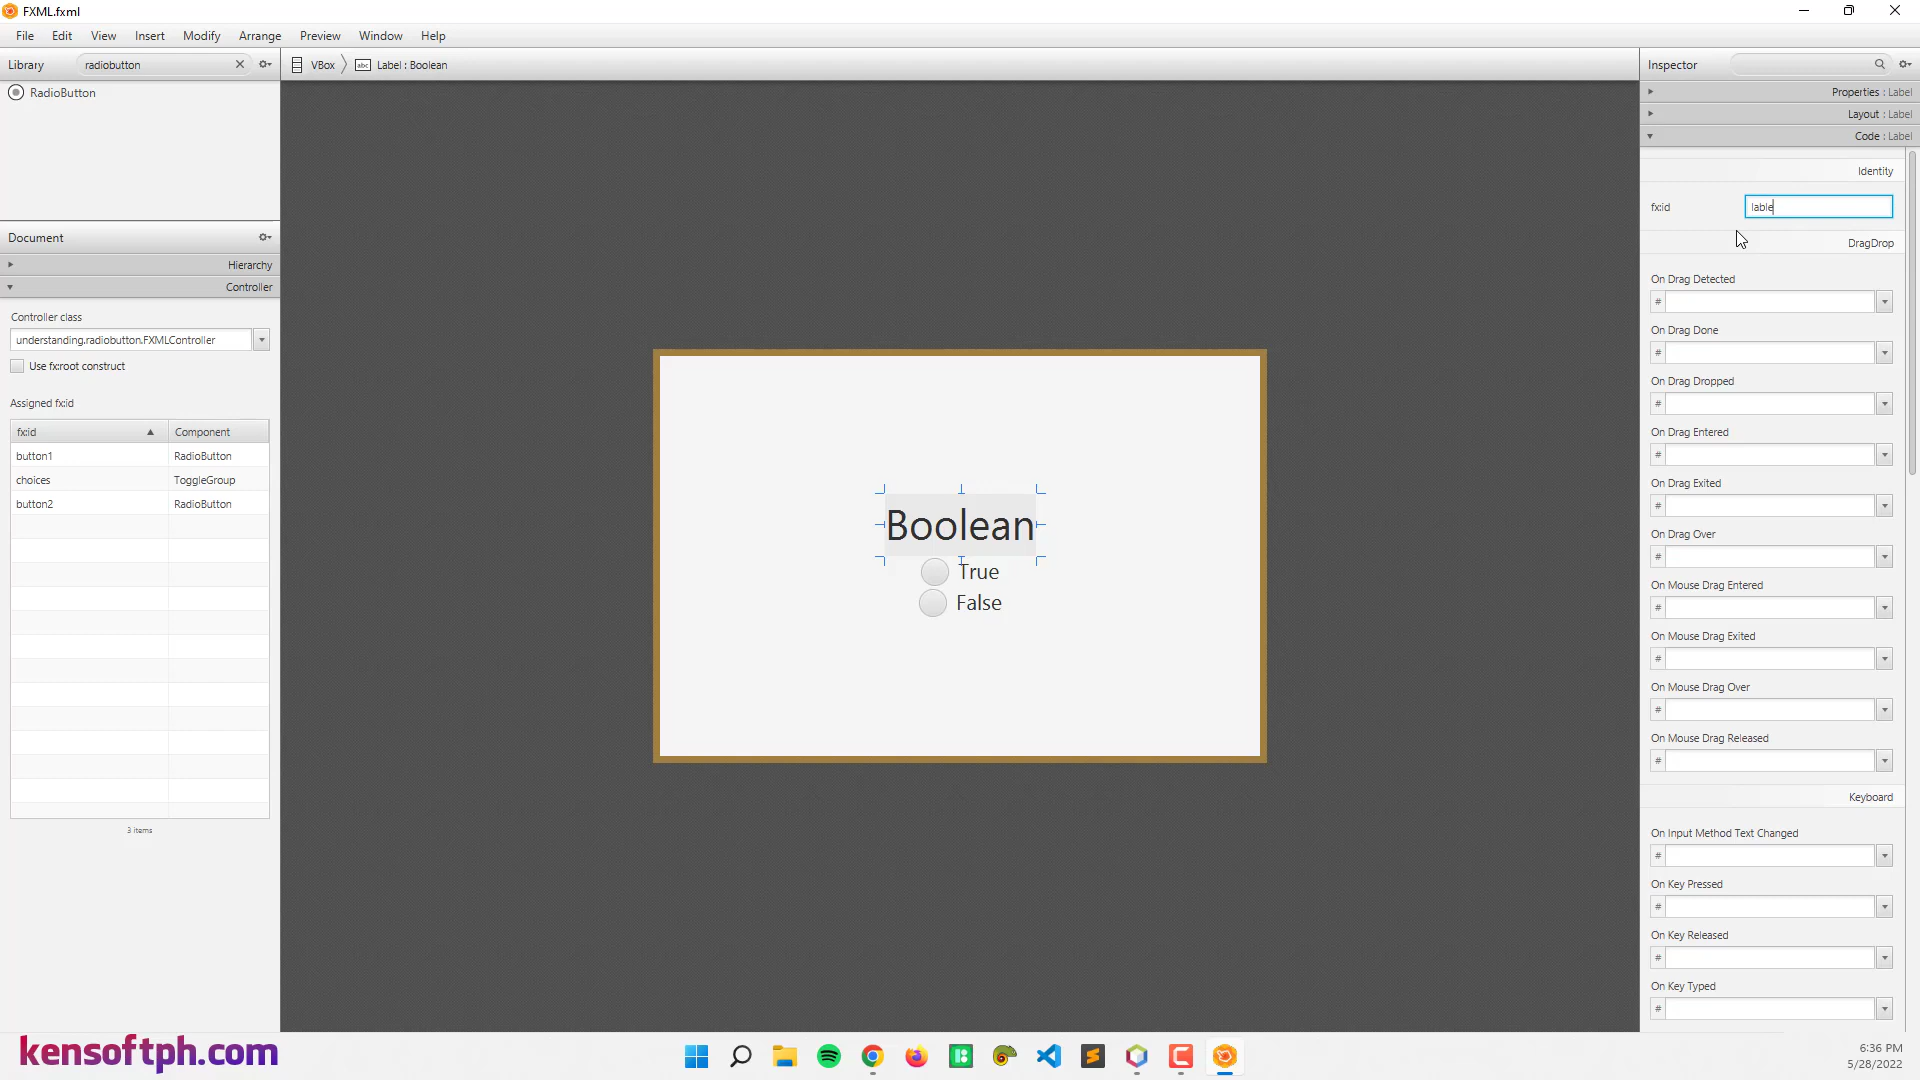 FXML.fxml
File Edit View Insert Modify Arrange Preview Window Help
Library radiobutton
RadioButton
Document
Hierarchy
Controller
Controller class
understanding.radiobutton.FXMLController
Use fx:root construct
Assigned fx:id
fx:id Component
button1 RadioButton
choices ToggleGroup
button2 RadioButton
3 items
VBox Label : Boolean
Boolean
True
False
Inspector
Properties : Label
Layout : Label
Code : Label
Identity
fx:id lable
DragDrop
On Drag Detected
#
On Drag Done
#
On Drag Dropped
#
On Drag Entered
#
On Drag Exited
#
On Drag Over
#
On Mouse Drag Entered
#
On Mouse Drag Exited
#
On Mouse Drag Over
#
On Mouse Drag Released
#
Keyboard
On Input Method Text Changed
#
On Key Pressed
#
On Key Released
#
On Key Typed
#
kensoftph.com
6:36 PM
5/28/2022